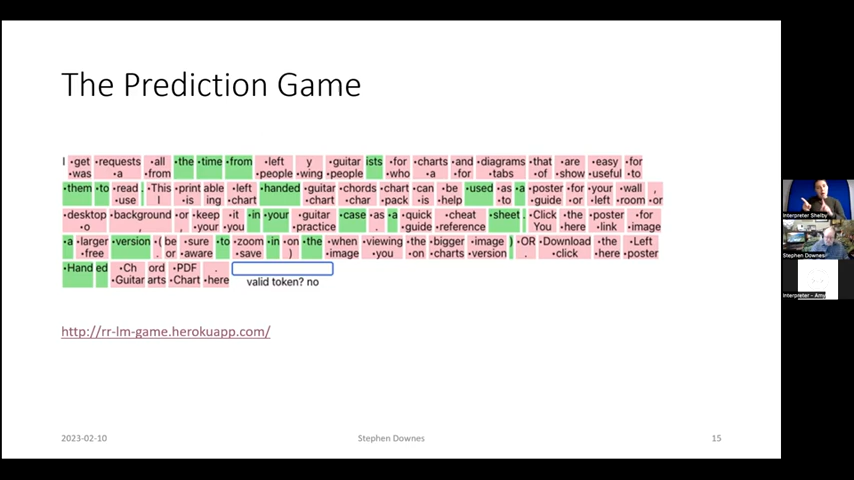 The Prediction Game
I •get •requests •all •the •time •from •left y •guitar ists •for •charts •and •diagrams •that •are •easy •for
•was •a •from •people •wing •people •who •a •for •tabs •of •show •useful •to
•them •to •read . •This •print able •left •handed •guitar •chords •chart •can •be •used •as •a •poster •for •your •wall ,
•use I •is ing •chart •chart •char •pack •is •help •to •guide •or •left •room •or
•desktop •background •or •keep •it •in •your •guitar •case •as •a •quick •cheat •sheet . •Click •the •poster •for
•o , , •your •you •practice . •guide •reference You •here •link •image
•a •larger •version •( be •sure •to •zoom •in •on •the •when •viewing •the •bigger •image ) •OR •Download •the •Left
•free . or •aware •save ) •image •you •on •charts •version . •click •here •poster
•Hand ed •Ch ord •PDF .
•Guitar arts •Chart •here
valid token? no
http://rr-lm-game.herokuapp.com/
2023-02-10
Stephen Downes
15
Interpreter Shelby
Stephen Downes
Interpreter - Amy